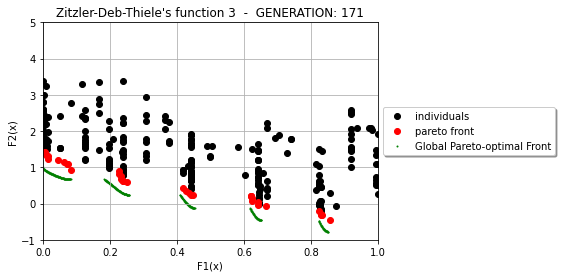 Zitzler-Deb-Thiele's function 3 - GENERATION: 171
5
4
3
2
1
0
−1
F2(x)
0.0 0.2 0.4 0.6 0.8 1.0
F1(x)
individuals
pareto front
Global Pareto-optimal Front